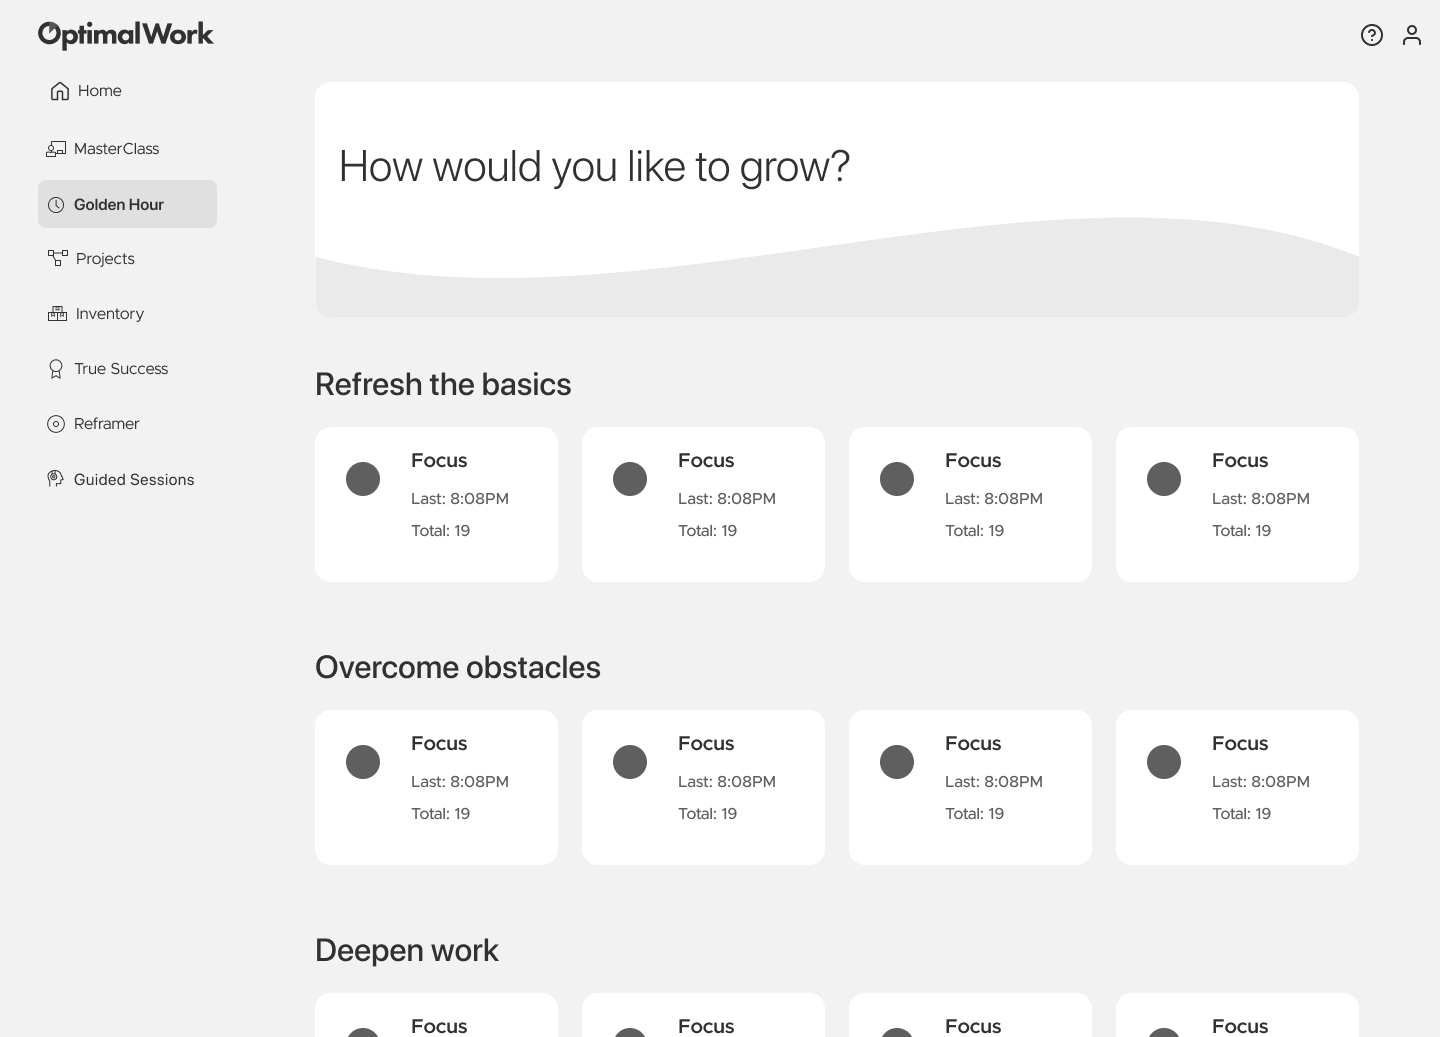 OptimalWork
Home
MasterClass
Golden Hour
Projects
Inventory
True Success
Reframer
Guided Sessions
How would you like to grow?
Refresh the basics
Focus
Last: 8:08PM
Total: 19
Focus
Last: 8:08PM
Total: 19
Focus
Last: 8:08PM
Total: 19
Focus
Last: 8:08PM
Total: 19
Overcome obstacles
Focus
Last: 8:08PM
Total: 19
Focus
Last: 8:08PM
Total: 19
Focus
Last: 8:08PM
Total: 19
Focus
Last: 8:08PM
Total: 19
Deepen work
Focus
Focus
Focus
Focus